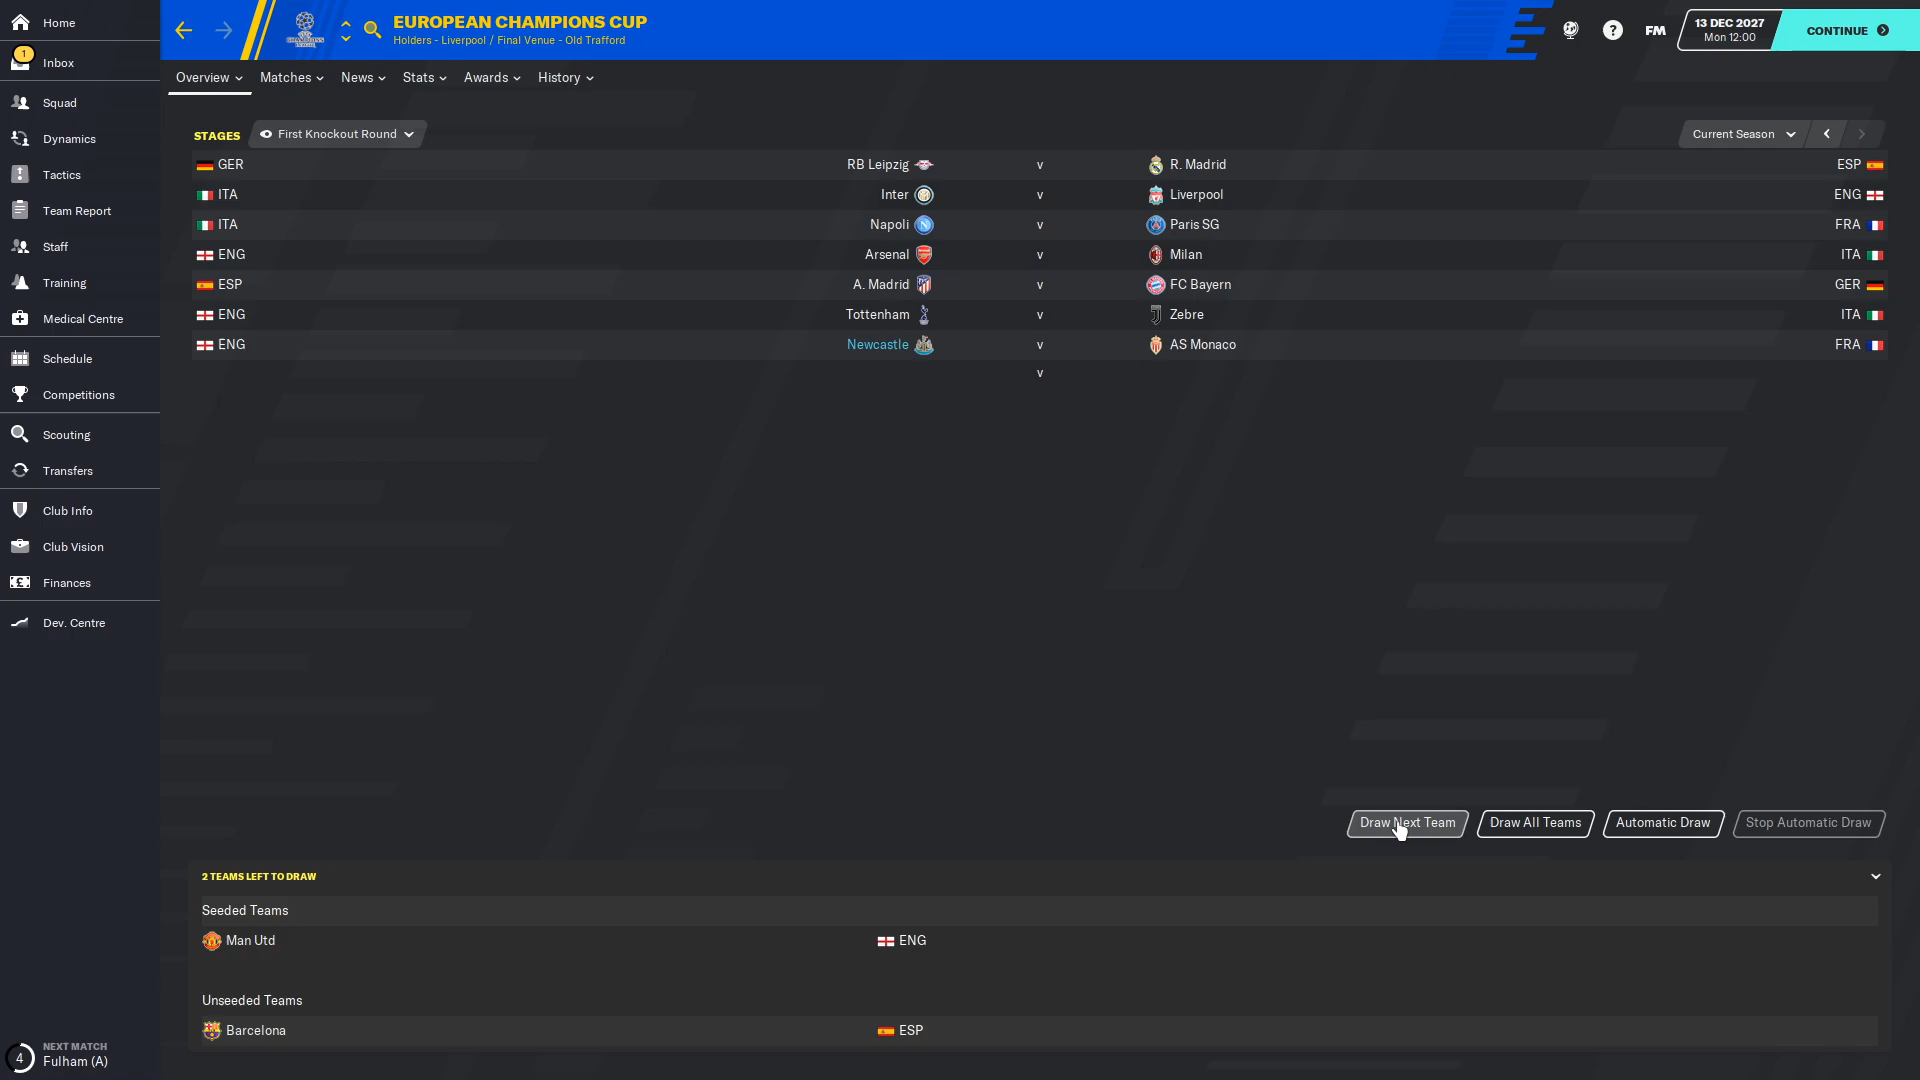 Home
1
Inbox
Squad
Dynamics
Tactics
Team Report
Staff
Training
Medical Centre
Schedule
Competitions
Scouting
Transfers
Club Info
Club Vision
Finances
Dev. Centre
4
NEXT MATCH
Fulham (A)
EUROPEAN CHAMPIONS CUP
Holders - Liverpool / Final Venue - Old Trafford
FM
13 DEC 2027
Mon 12:00
CONTINUE
Overview Matches News Stats Awards History
STAGES First Knockout Round Current Season
GER RB Leipzig v R. Madrid ESP
ITA Inter v Liverpool ENG
ITA Napoli v Paris SG FRA
ENG Arsenal v Milan ITA
ESP A. Madrid v FC Bayern GER
ENG Tottenham v Zebre ITA
ENG Newcastle v AS Monaco FRA
v
Draw Next Team Draw All Teams Automatic Draw Stop Automatic Draw
2 TEAMS LEFT TO DRAW
Seeded Teams
Man Utd ENG
Unseeded Teams
Barcelona ESP